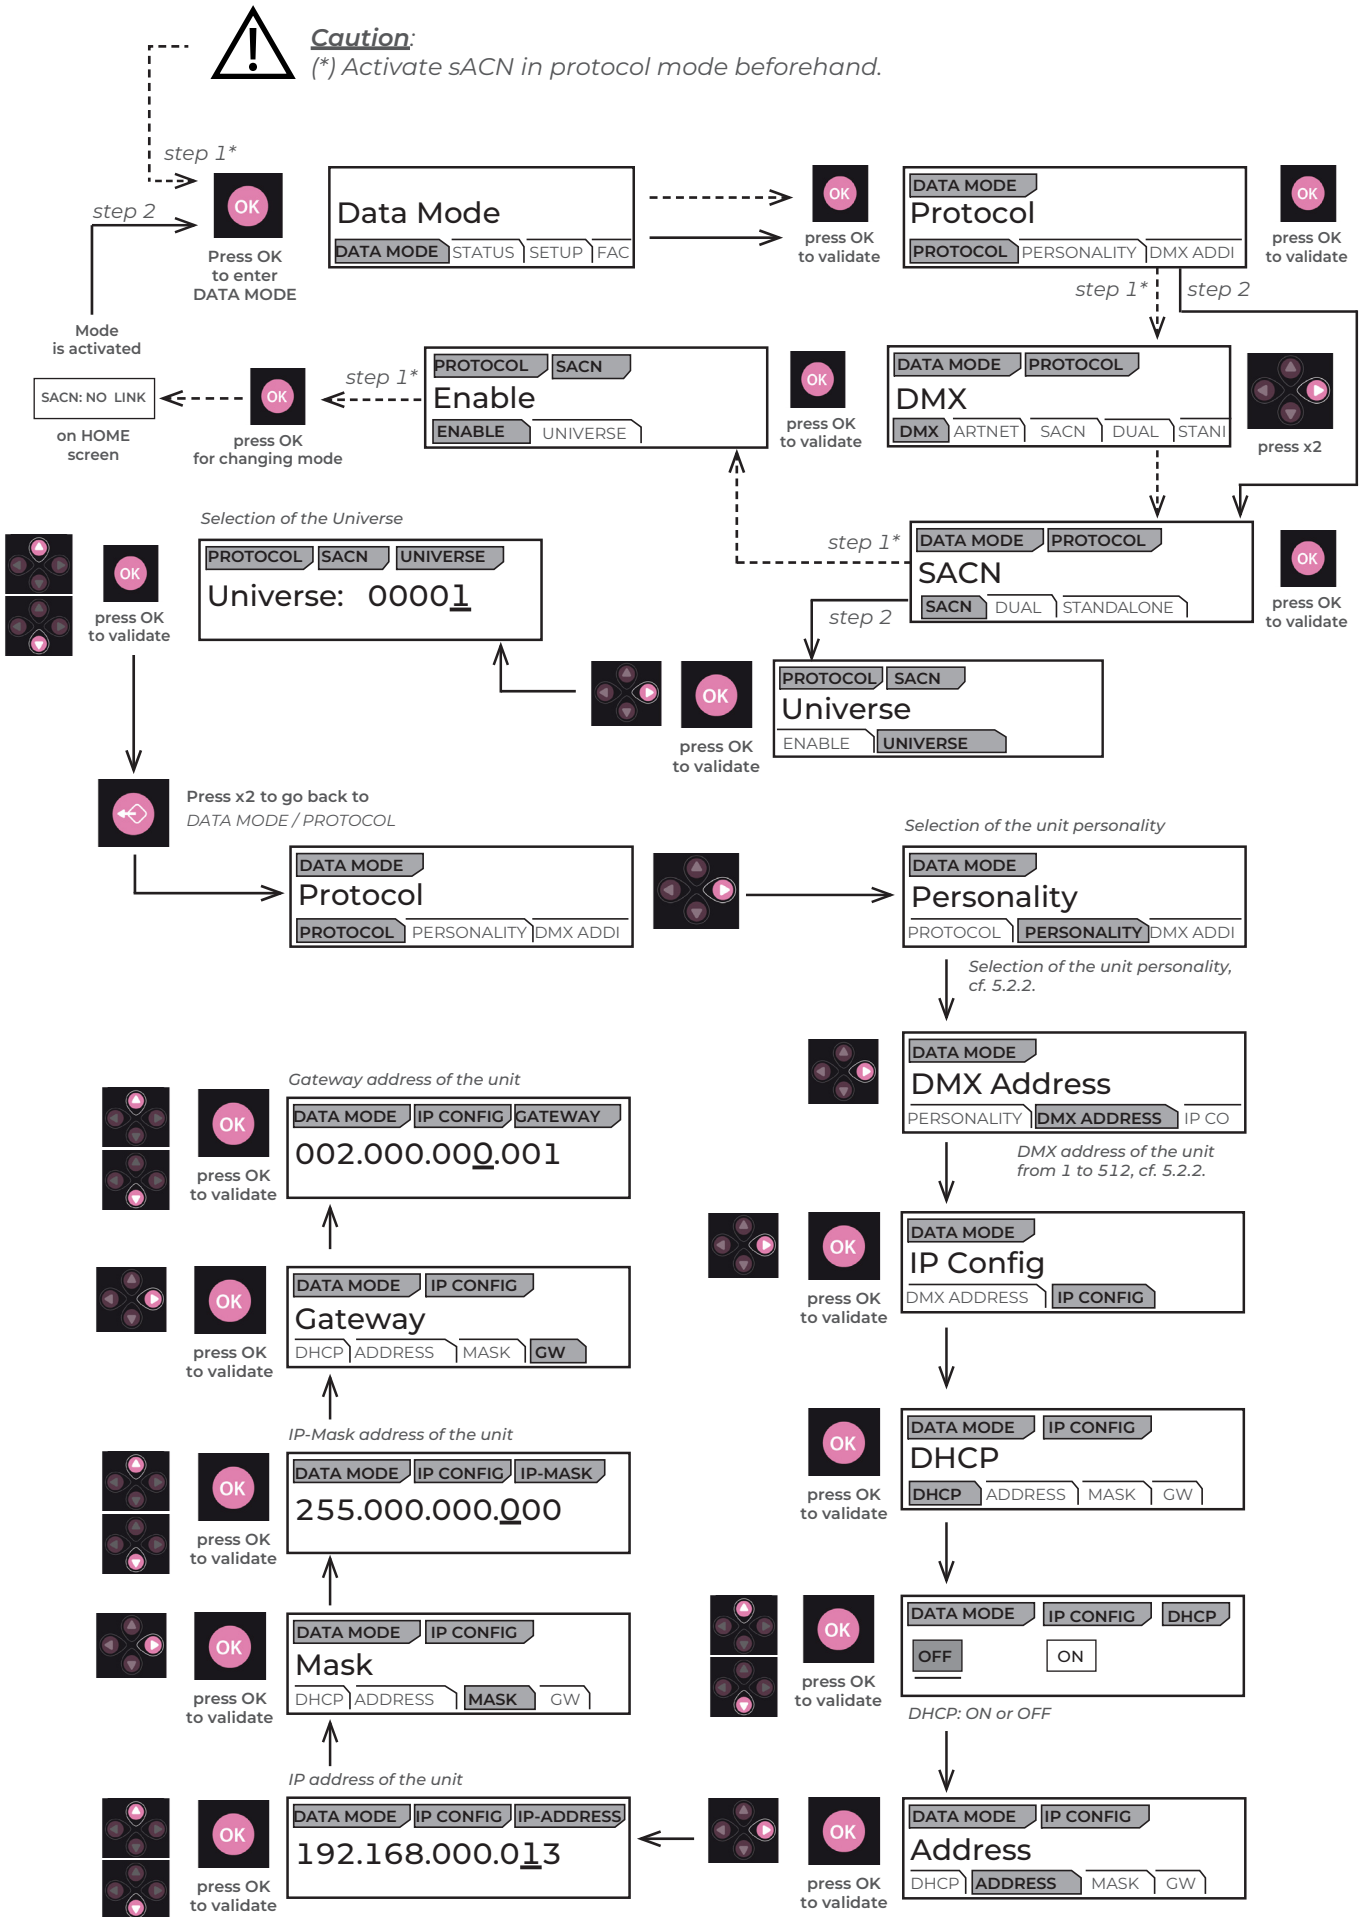 Caution:
(*) Activate sACN in protocol mode beforehand.
step 1*
step 2
OK
Press OK
to enter
DATA MODE
Data Mode
DATA MODE STATUS SETUP FAC
OK
press OK
to validate
DATA MODE
Protocol
PROTOCOL PERSONALITY DMX ADDI
OK
press OK
to validate
step 1*
step 2
Mode
is activated
SACN: NO LINK
on HOME
screen
OK
press OK
for changing mode
step 1*
PROTOCOL SACN
Enable
ENABLE UNIVERSE
OK
press OK
to validate
DATA MODE PROTOCOL
DMX
DMX ARTNET SACN DUAL STANI
press x2
Selection of the Universe
PROTOCOL SACN UNIVERSE
Universe: 00001
OK
press OK
to validate
step 1*
step 2
DATA MODE PROTOCOL
SACN
SACN DUAL STANDALONE
OK
press OK
to validate
OK
press OK
to validate
PROTOCOL SACN
Universe
ENABLE UNIVERSE
Press x2 to go back to
DATA MODE / PROTOCOL
DATA MODE
Protocol
PROTOCOL PERSONALITY DMX ADDI
Selection of the unit personality
DATA MODE
Personality
PROTOCOL PERSONALITY DMX ADDI
Selection of the unit personality,
cf. 5.2.2.
DATA MODE
DMX Address
PERSONALITY DMX ADDRESS IP CO
DMX address of the unit
from 1 to 512, cf. 5.2.2.
OK
press OK
to validate
DATA MODE
IP Config
DMX ADDRESS IP CONFIG
OK
press OK
to validate
DATA MODE IP CONFIG
DHCP
DHCP ADDRESS MASK GW
OK
press OK
to validate
DATA MODE IP CONFIG DHCP
OFF ON
DHCP: ON or OFF
OK
press OK
to validate
DATA MODE IP CONFIG
Address
DHCP ADDRESS MASK GW
IP address of the unit
OK
press OK
to validate
DATA MODE IP CONFIG IP-ADDRESS
192.168.000.013
OK
press OK
to validate
DATA MODE IP CONFIG
Mask
DHCP ADDRESS MASK GW
IP-Mask address of the unit
OK
press OK
to validate
DATA MODE IP CONFIG IP-MASK
255.000.000.000
OK
press OK
to validate
DATA MODE IP CONFIG
Gateway
DHCP ADDRESS MASK GW
Gateway address of the unit
OK
press OK
to validate
DATA MODE IP CONFIG GATEWAY
002.000.000.001